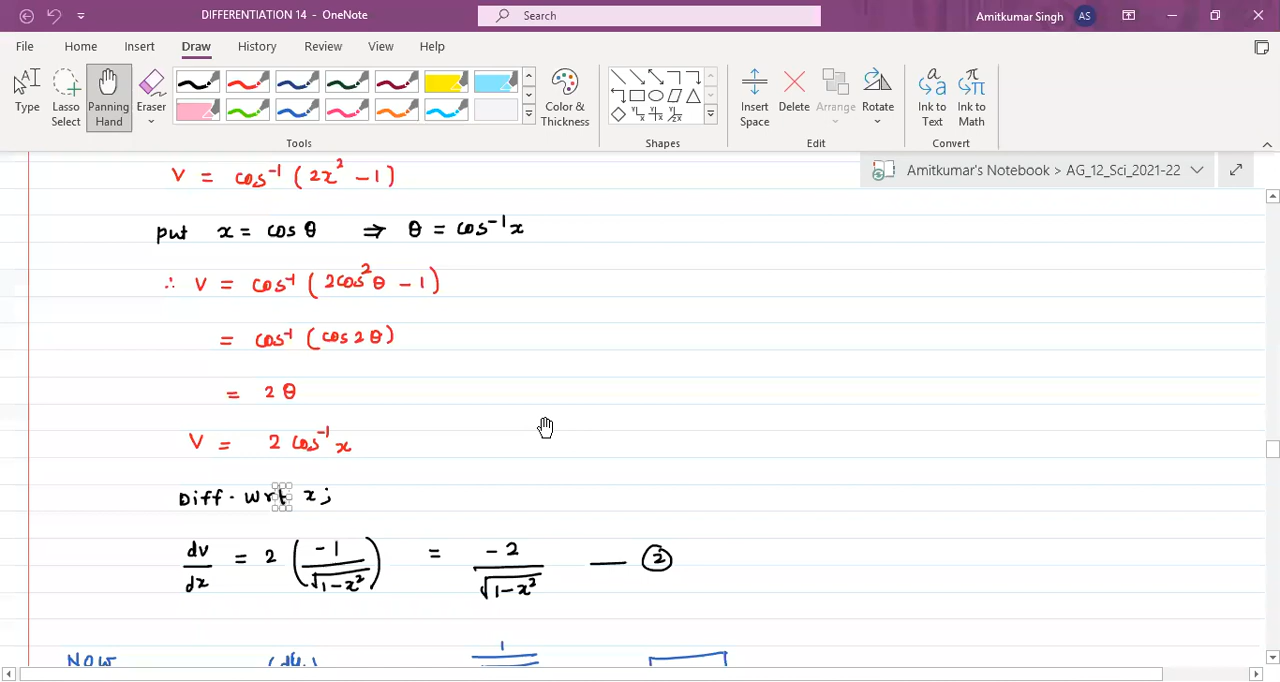 DIFFERENTIATION 14 - OneNote
Search
Amitkumar Singh AS
File Home Insert Draw History Review View Help
Type
Lasso Select
Panning Hand
Eraser
Color & Thickness
Insert Space
Delete
Arrange
Rotate
Ink to Text
Ink to Math
Tools Shapes Edit Convert
Amitkumar's Notebook > AG_12_Sci_2021-22
V = cos⁻¹ (2x² - 1)
put x = cos θ ⇒ θ = cos⁻¹x
∴ V = cos⁻¹ (2cos²θ - 1)
= cos⁻¹ (cos 2θ)
= 2θ
V = 2 cos⁻¹ x
Diff. wrt x;
dv/dx = 2 (-1/√(1-x²)) = -2/√(1-x²) — ②
Now